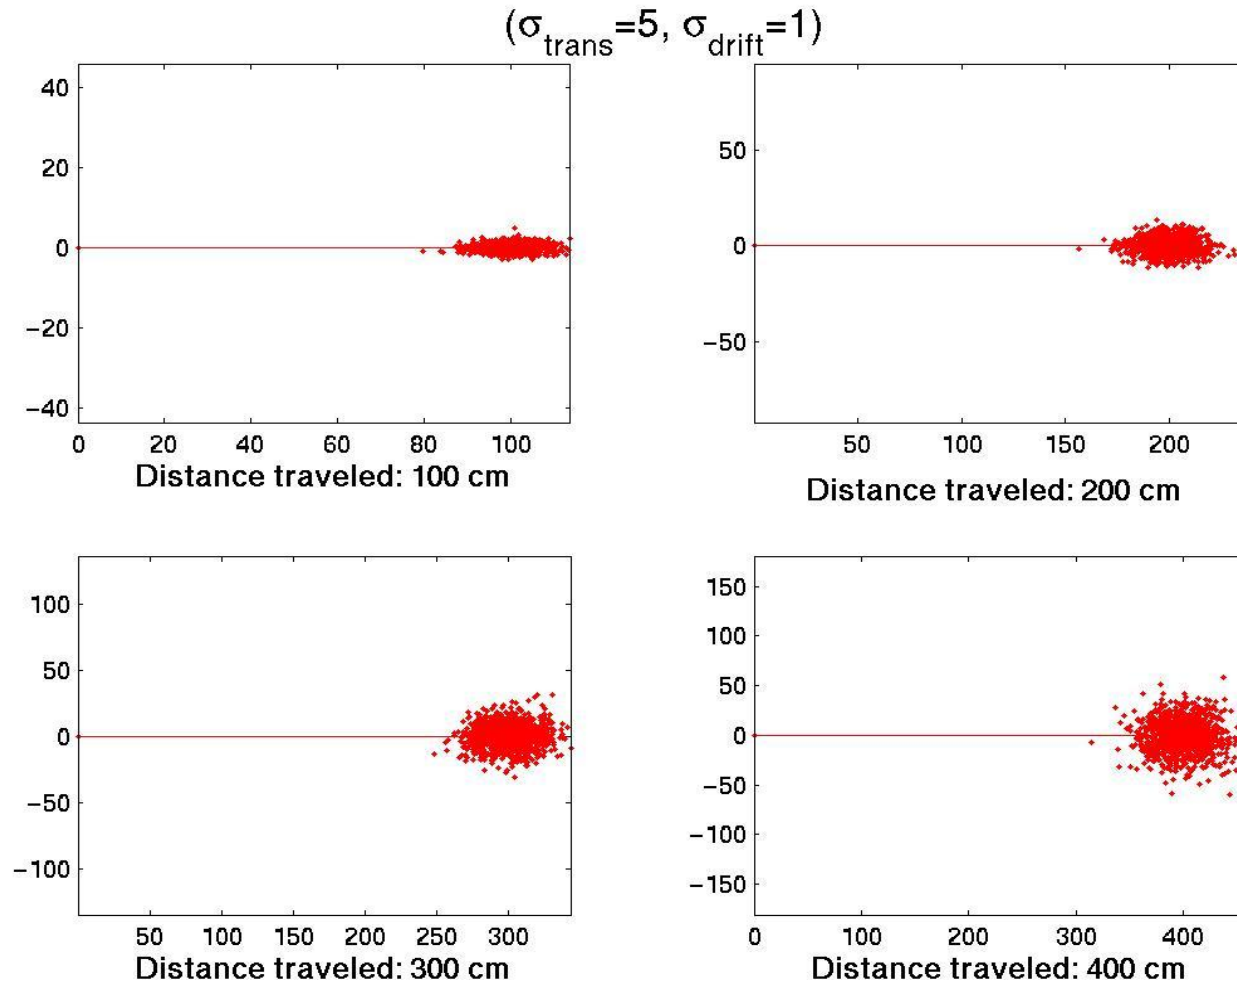 (σtrans=5, σdrift=1)
40
20
0
−20
−40
0 20 40 60 80 100
Distance traveled: 100 cm
50
0
−50
50 100 150 200
Distance traveled: 200 cm
100
50
0
−50
−100
50 100 150 200 250 300
Distance traveled: 300 cm
150
100
50
0
−50
−100
−150
0 100 200 300 400
Distance traveled: 400 cm